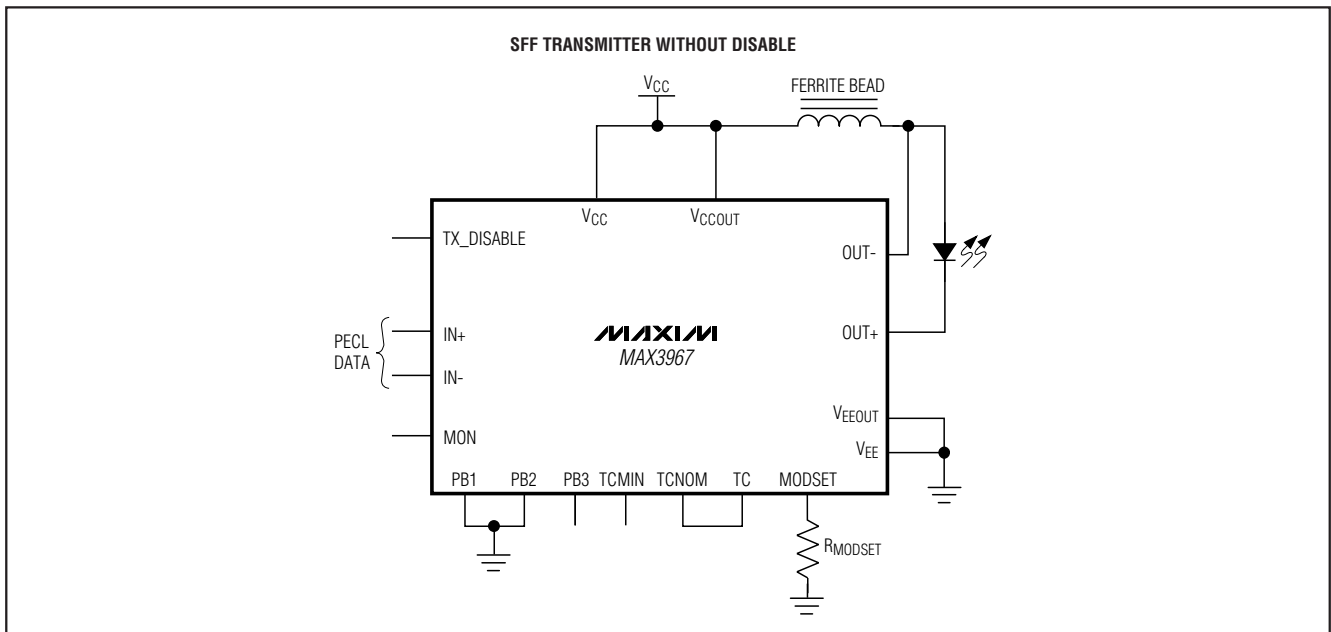 SFF TRANSMITTER WITHOUT DISABLE
VCC
FERRITE BEAD
VCC
VCCOUT
TX_DISABLE
OUT-
PECL
DATA
IN+
IN-
MAXIM
MAX3967
OUT+
MON
VEEOUT
VEE
PB1 PB2 PB3 TCMIN TCNOM TC MODSET
RMODSET